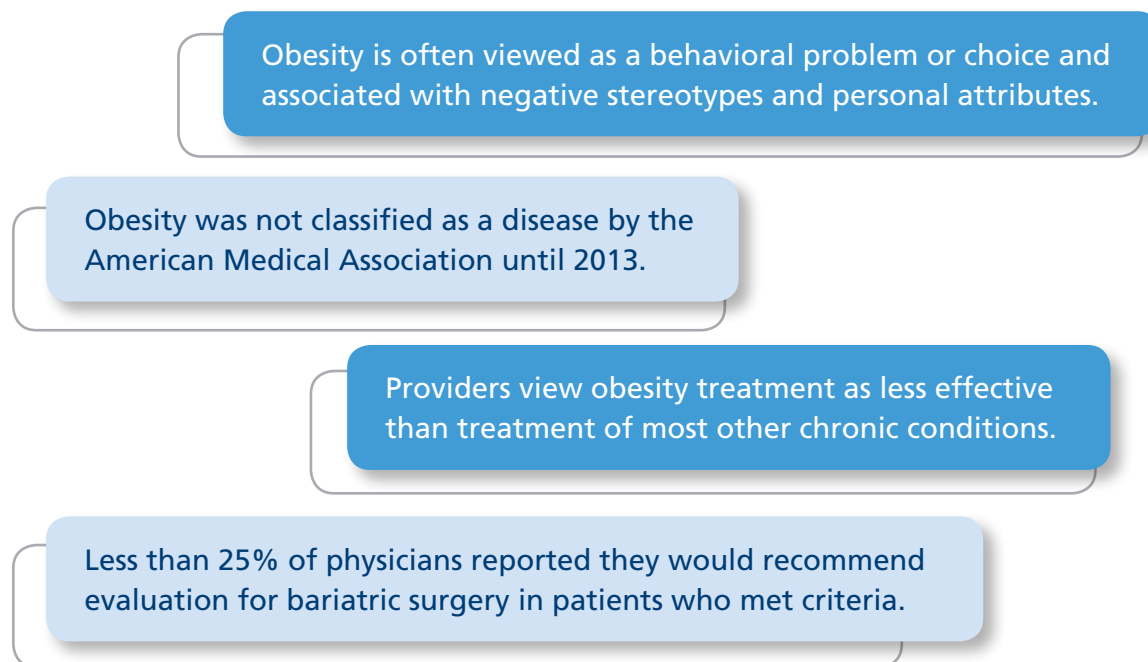 Obesity is often viewed as a behavioral problem or choice and
associated with negative stereotypes and personal attributes.
Obesity was not classified as a disease by the
American Medical Association until 2013.
Providers view obesity treatment as less effective
than treatment of most other chronic conditions.
Less than 25% of physicians reported they would recommend
evaluation for bariatric surgery in patients who met criteria.